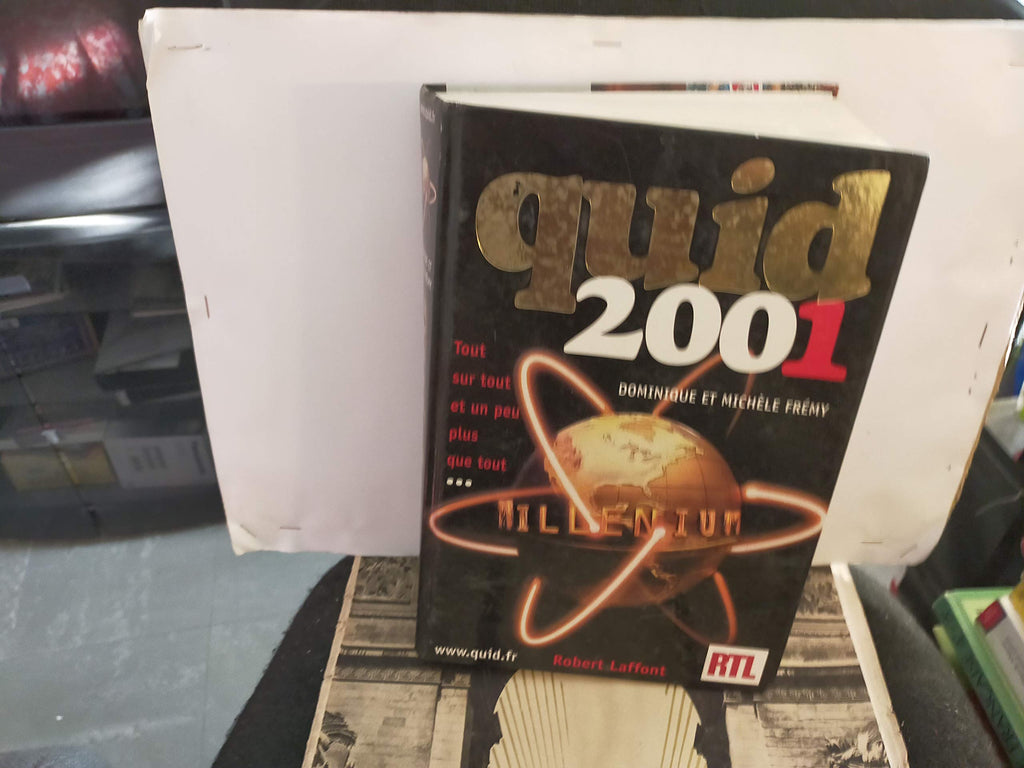 quid
2001
DOMINIQUE ET MICHÈLE FRÉMY
Tout
sur tout
et un peu
plus
que tout
...
MILLENIUM
www.quid.fr
Robert Laffont
RTL